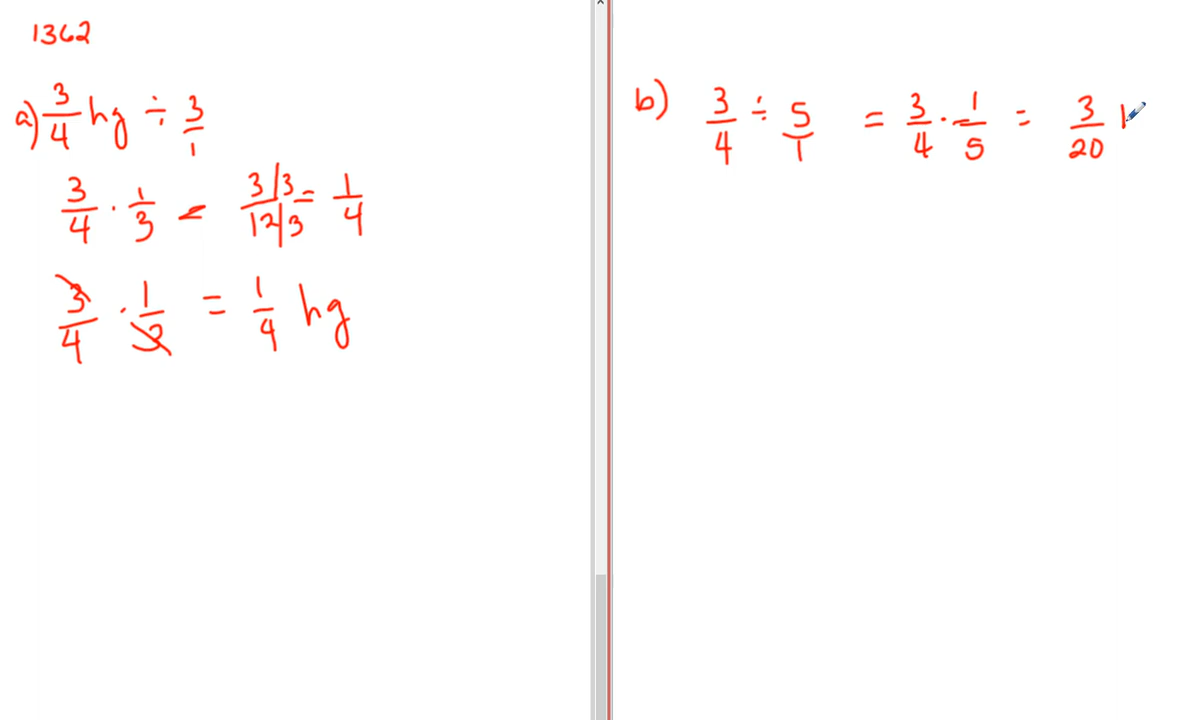 1362
a) 3/4 hg ÷ 3/1
3/4 · 1/3 = 3/3 / 12/3 = 1/4
3/4 · 1/3 = 1/4 hg
b) 3/4 ÷ 5/1 = 3/4 · 1/5 = 3/20 h